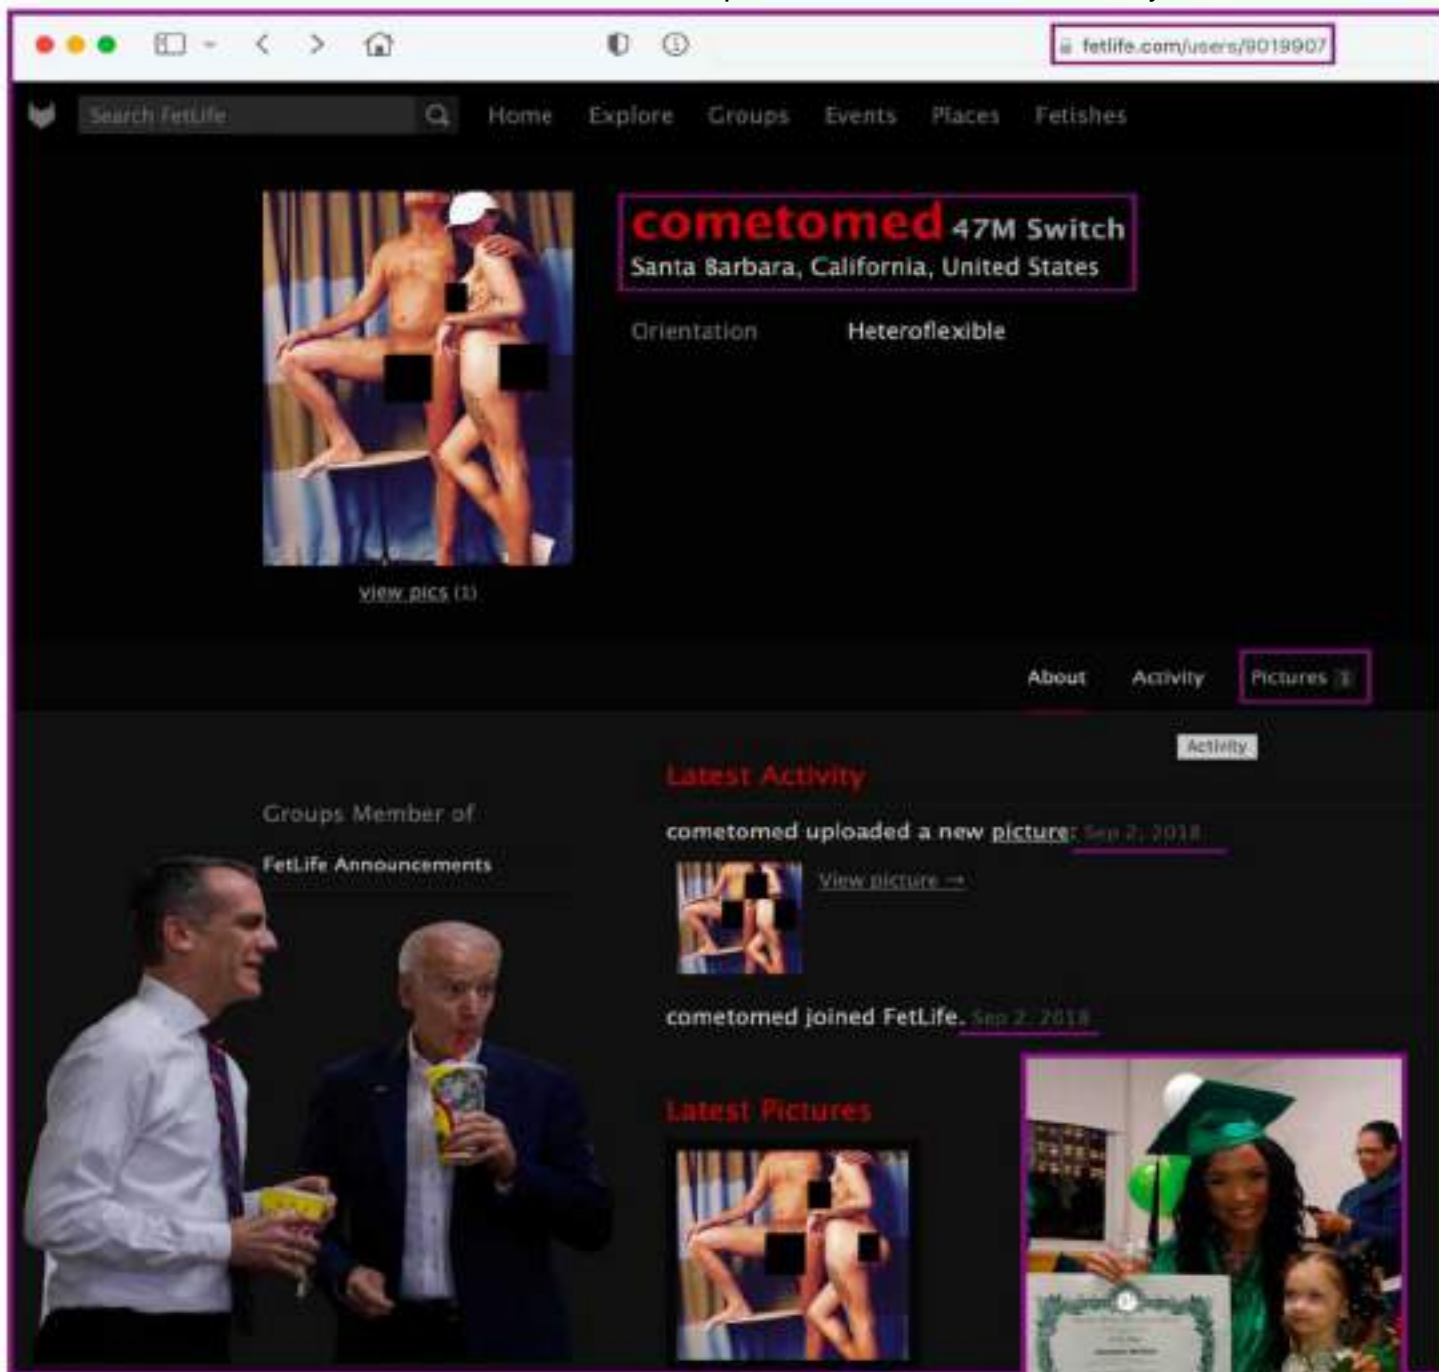 fetlife.com/users/9019907
Search FetLife Home Explore Groups Events Places Fetishes
cometomed 47M Switch
Santa Barbara, California, United States
Orientation Heteroflexible
view pics (1)
About Activity Pictures 1
Activity
Groups Member of
FetLife Announcements
Latest Activity
cometomed uploaded a new picture: Sep 2, 2018
View picture →
cometomed joined FetLife. Sep 2, 2018
Latest Pictures